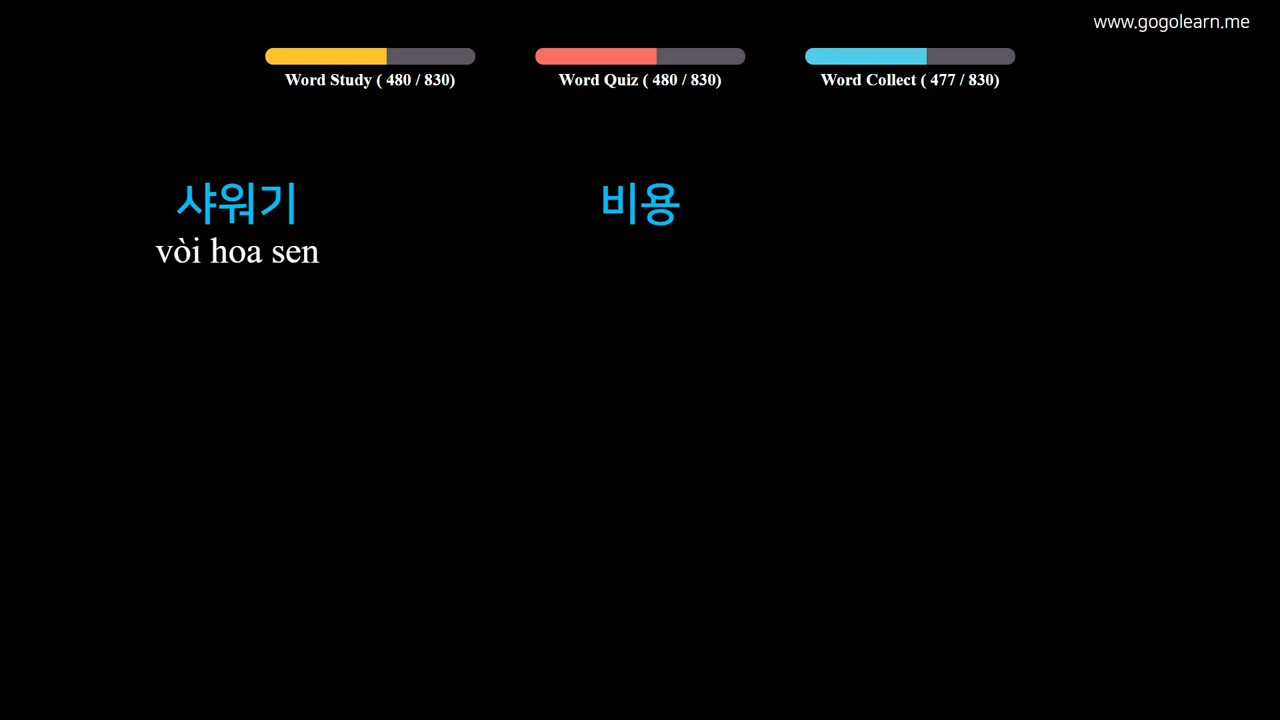 www.gogolearn.me
Word Study ( 480 / 830)
Word Quiz ( 480 / 830)
Word Collect ( 477 / 830)
샤워기
vòi hoa sen
비용